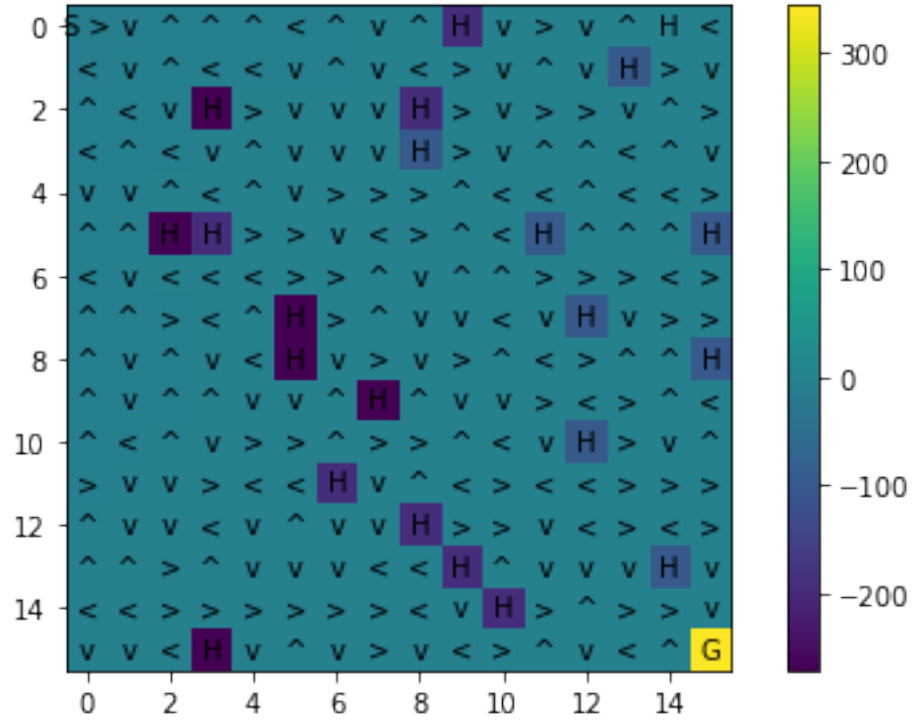 0 S > v ^ ^ ^ < ^ v ^ H v > v ^ H < 300
< v ^ < < v ^ v < > v ^ v H > v
2 ^ < v H > v v v H > v > > v ^ > 200
< ^ < v ^ v v v H > v ^ ^ < ^ v
4 v v ^ < ^ v > > > ^ < < ^ < < >
^ ^ H H > > v < > ^ < H ^ ^ ^ H 100
6 < v < < < > > ^ v ^ ^ > > > < >
^ ^ > < ^ H > ^ v v < v H v > >
8 ^ v ^ v < H v > v > ^ < > ^ ^ H 0
^ v ^ ^ v v ^ H ^ v v > < > ^ <
10 ^ < ^ v > > ^ > > ^ < v H > v ^
> v v > < < H v ^ < > < < > > > −100
12 ^ v v < v ^ v v H > > v < > < >
^ ^ > ^ v v v < < H ^ v v v H v
14 < < > > > > > > < v H > ^ > > v −200
v v < H v ^ v > v < > ^ v < ^ G
0 2 4 6 8 10 12 14